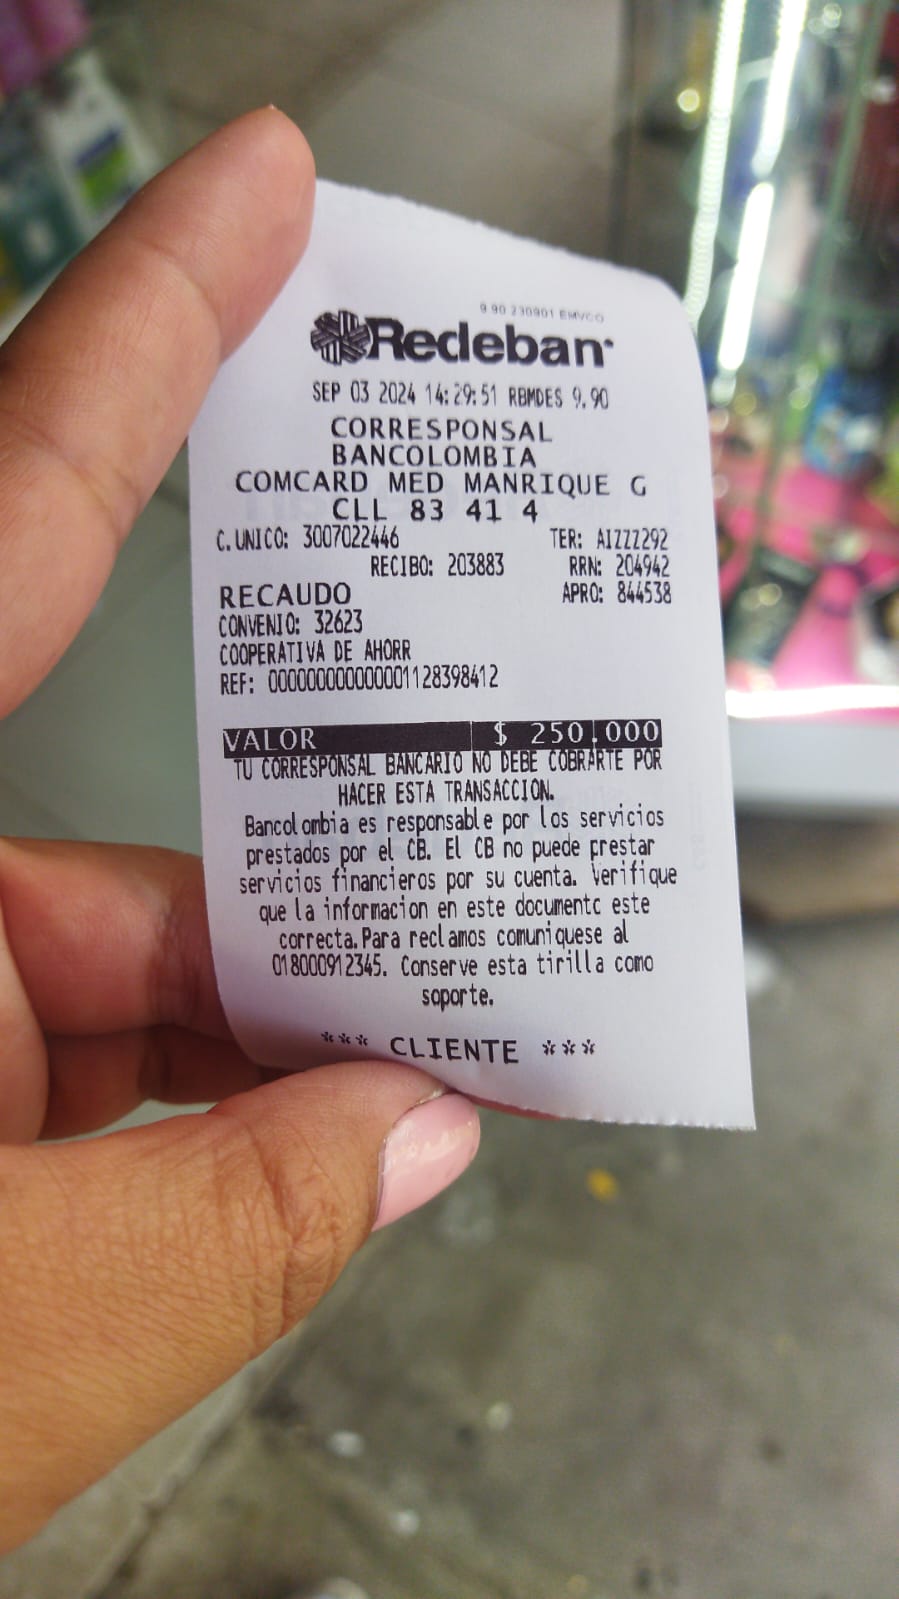 9 90 230901 EMVCO
Redeban
SEP 03 2024 14:29:51 RBMDES 9.90
CORRESPONSAL
BANCOLOMBIA
COMCARD MED MANRIQUE G
CLL 83 41 4
C. UNICO: 3007022446 TER: AIZZZ292
RECIBO: 203883 RRN: 204942
RECAUDO APRO: 844538
CONVENIO: 32623
COOPERATIVA DE AHORR
REF: 000000000000001128398412
VALOR $ 250.000
TU CORRESPONSAL BANCARIO NO DEBE COBRARTE POR
HACER ESTA TRANSACCION.
Bancolombia es responsable por los servicios
prestados por el CB. El CB no puede prestar
servicios financieros por su cuenta. Verifique
que la informacion en este documento este
correcta.Para reclamos comuniquese al
018000912345. Conserve esta tirilla como
soporte.
*** CLIENTE ***